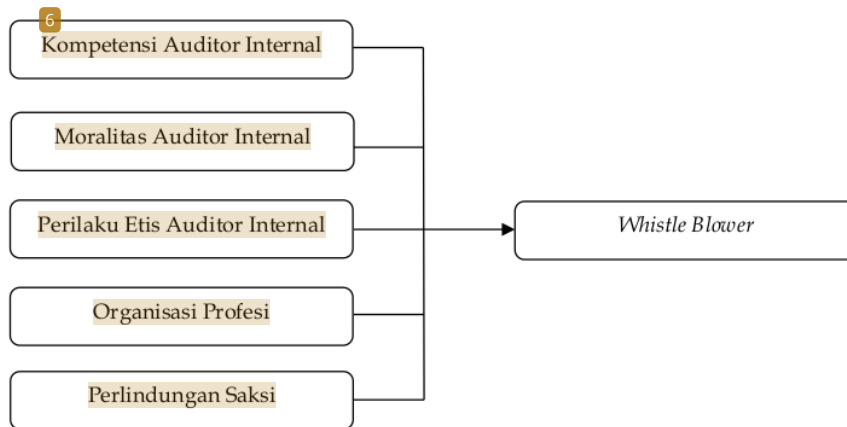 6
Kompetensi Auditor Internal
Moralitas Auditor Internal
Perilaku Etis Auditor Internal
Whistle Blower
Organisasi Profesi
Perlindungan Saksi